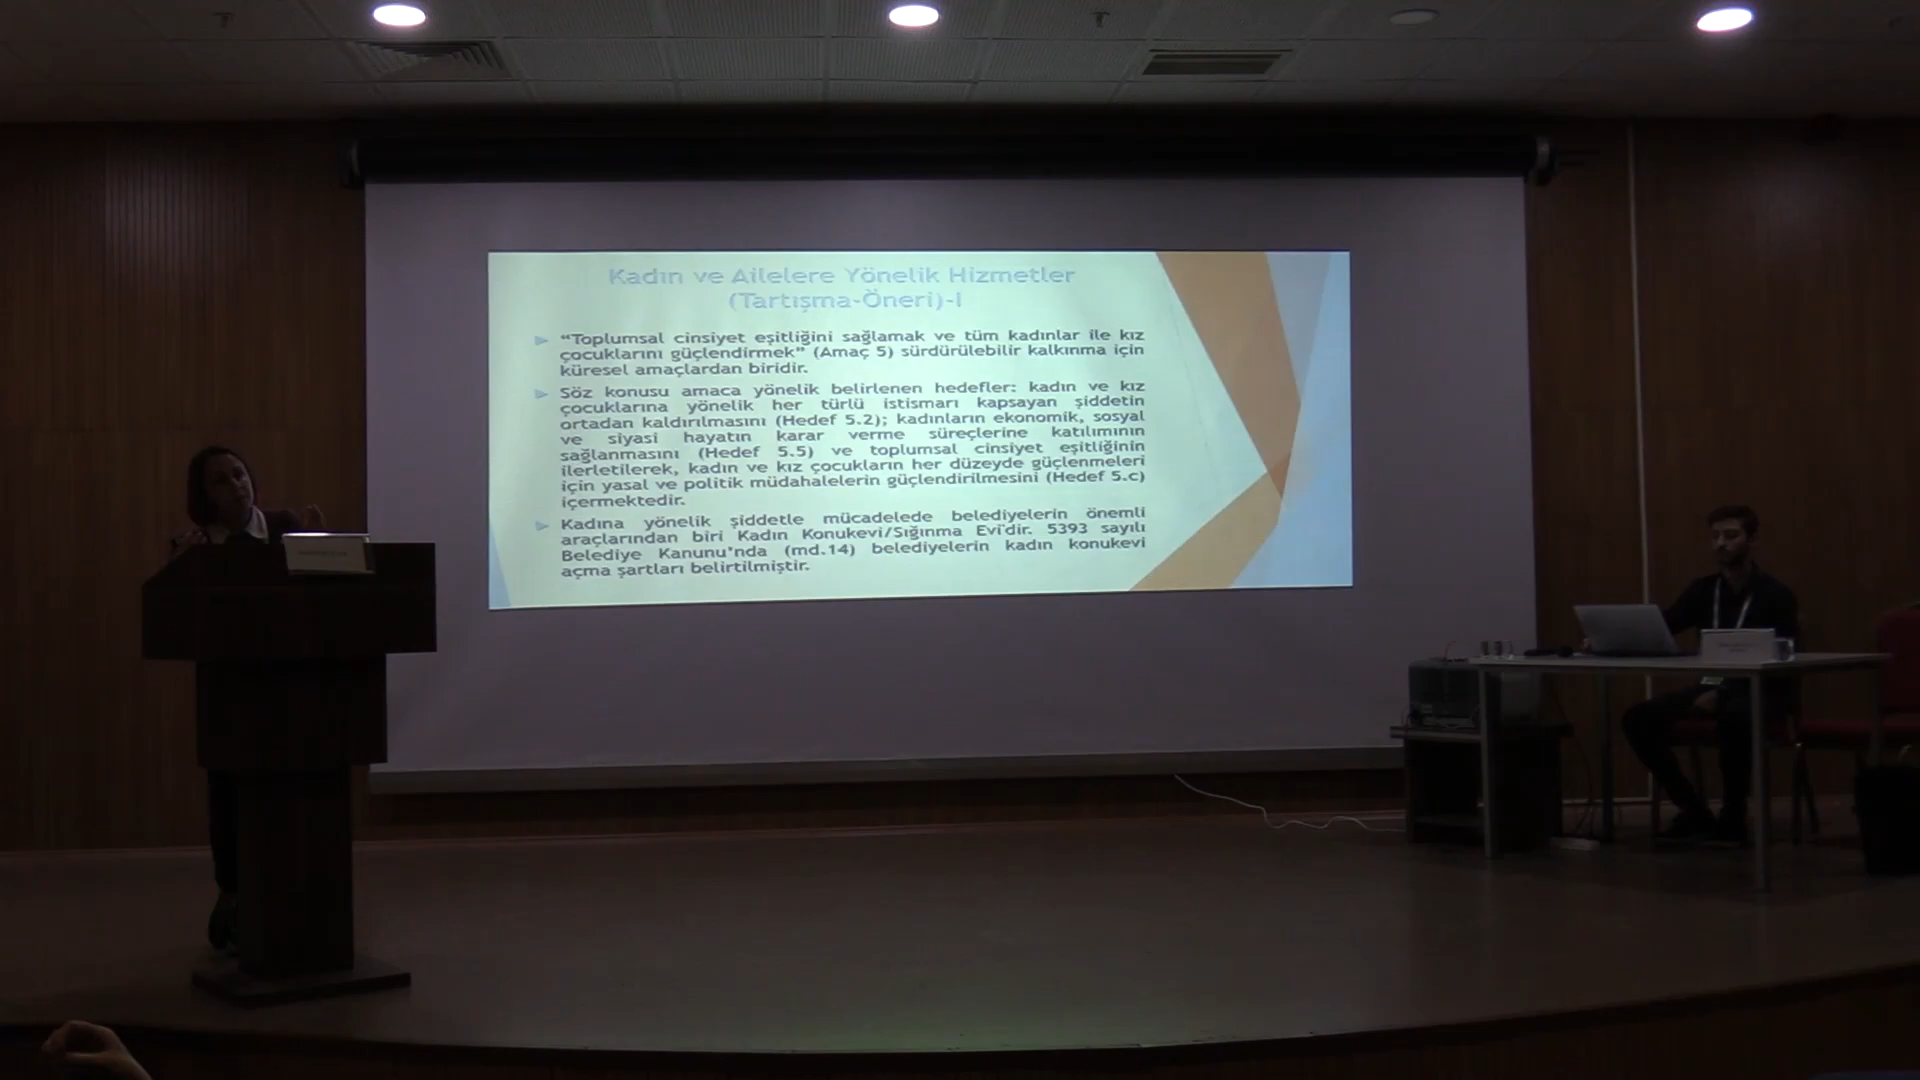 Kadın ve Ailelere Yönelik Hizmetler
(Tartışma-Öneri)-I
“Toplumsal cinsiyet eşitliğini sağlamak ve tüm kadınlar ile kız
çocuklarını güçlendirmek” (Amaç 5) sürdürülebilir kalkınma için
küresel amaçlardan biridir.
Söz konusu amaca yönelik belirlenen hedefler: kadın ve kız
çocuklarına yönelik her türlü istismarı kapsayan şiddetin
ortadan kaldırılmasını (Hedef 5.2); kadınların ekonomik, sosyal
ve siyasi hayatın karar verme süreçlerine katılımının
sağlanmasını (Hedef 5.5) ve toplumsal cinsiyet eşitliğinin
ilerletilerek, kadın ve kız çocukların her düzeyde güçlenmeleri
için yasal ve politik müdahalelerin güçlendirilmesini (Hedef 5.c)
içermektedir.
Kadına yönelik şiddetle mücadelede belediyelerin önemli
araçlarından biri Kadın Konukevi/Sığınma Evi'dir. 5393 sayılı
Belediye Kanunu’nda (md.14) belediyelerin kadın konukevi
açma şartları belirtilmiştir.